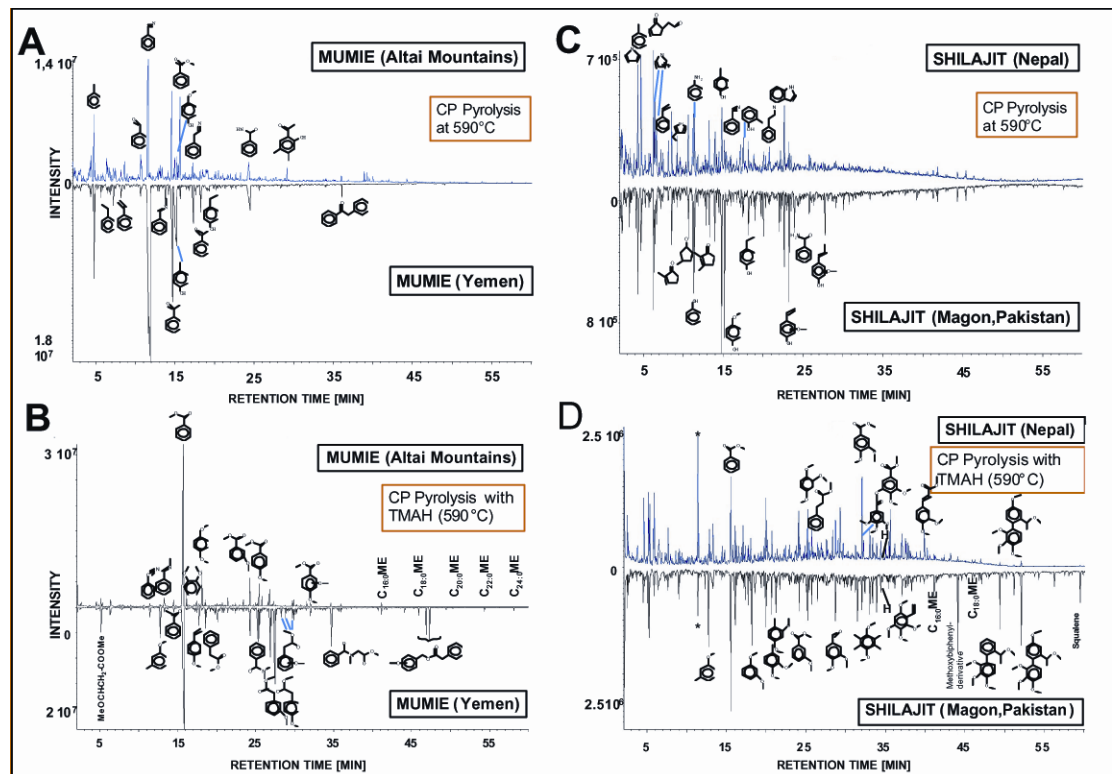 A
MUMIE (Altai Mountains)
1,4 10⁷
CP Pyrolysis
at 590°C
INTENSITY
0
MUMIE (Yemen)
1.8
10⁷
5 15 25 35 45 55
RETENTION TIME [MIN]
B
3 10⁷
MUMIE (Altai Mountains)
CP Pyrolysis with
TMAH (590°C)
INTENSITY
C16:0ME
C18:0ME
C20:0ME
C22:0ME
C24:0ME
0
MeOCHCH₂-COOMe
MUMIE (Yemen)
2 10⁷
5 15 25 35 45 55
RETENTION TIME [MIN]
C
SHILAJIT (Nepal)
7 10⁵
CP Pyrolysis
at 590°C
0
SHILAJIT (Magon,Pakistan)
8 10⁵
5 15 25 35 45 55
RETENTION TIME [MIN]
D
SHILAJIT (Nepal)
2.5 10⁶
CP Pyrolysis with
TMAH (590°C)
*
H
0
H
*
C16:0ME
C18:0ME
Methoxybiphenyl-
derivative
Squalene
2.510⁶
SHILAJIT (Magon,Pakistan)
5 15 25 35 45 55
RETENTION TIME [MIN]